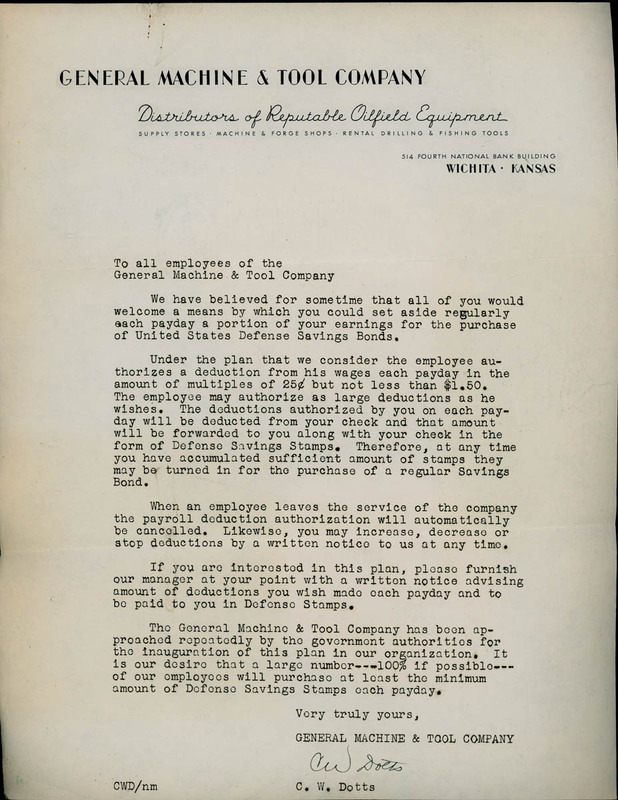 GENERAL MACHINE & TOOL COMPANY
Distributors of Reputable Oilfield Equipment
SUPPLY STORES · MACHINE & FORGE SHOPS · RENTAL DRILLING & FISHING TOOLS
514 FOURTH NATIONAL BANK BUILDING
WICHITA · KANSAS
To all employees of the
General Machine & Tool Company
We have believed for sometime that all of you would
welcome a means by which you could set aside regularly
each payday a portion of your earnings for the purchase
of United States Defense Savings Bonds.
Under the plan that we consider the employee au-
thorizes a deduction from his wages each payday in the
amount of multiples of 25¢ but not less than $1.50.
The employee may authorize as large deductions as he
wishes. The deductions authorized by you on each pay-
day will be deducted from your check and that amount
will be forwarded to you along with your check in the
form of Defense Savings Stamps. Therefore, at any time
you have accumulated sufficient amount of stamps they
may be turned in for the purchase of a regular Savings
Bond.
When an employee leaves the service of the company
the payroll deduction authorization will automatically
be cancelled. Likewise, you may increase, decrease or
stop deductions by a written notice to us at any time.
If you are interested in this plan, please furnish
our manager at your point with a written notice advising
amount of deductions you wish made each payday and to
be paid to you in Defense Stamps.
The General Machine & Tool Company has been ap-
proached repeatedly by the government authorities for
the inauguration of this plan in our organization. It
is our desire that a large number---100% if possible---
of our employees will purchase at least the minimum
amount of Defense Savings Stamps each payday.
Very truly yours,
GENERAL MACHINE & TOOL COMPANY
CW Dotts
CWD/nm C. W. Dotts